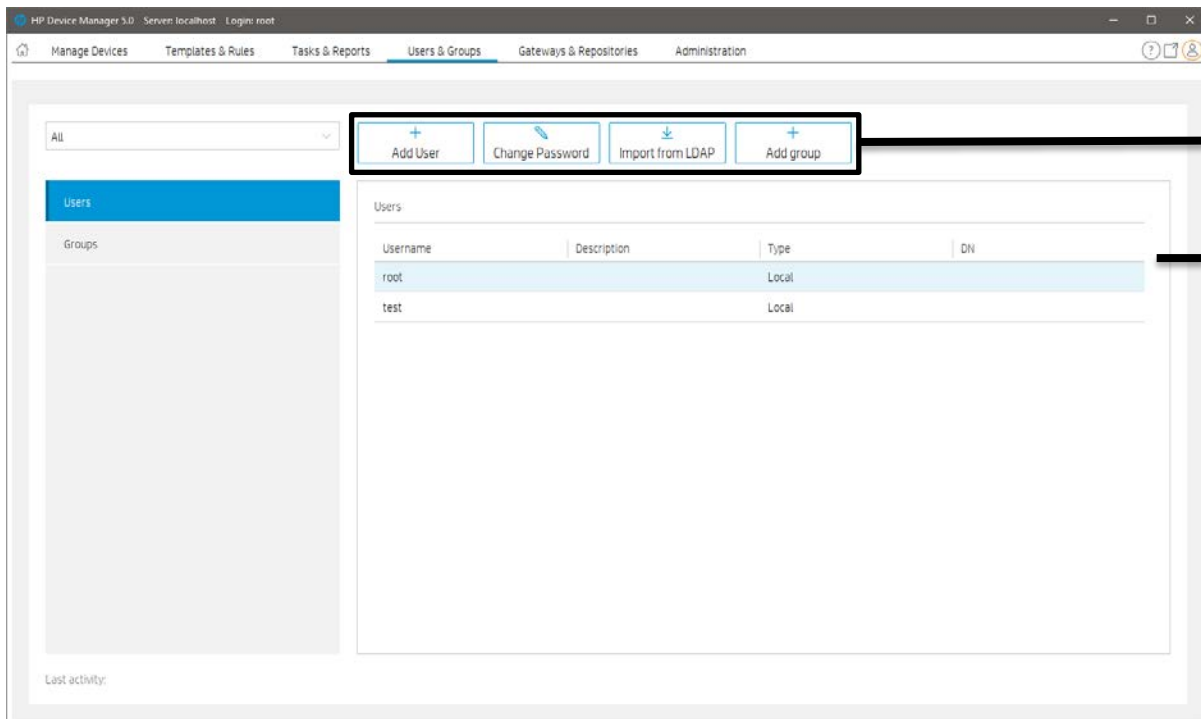 HP Device Manager 5.0 Server: localhost Login: root
Manage Devices Templates & Rules Tasks & Reports Users & Groups Gateways & Repositories Administration
All
Add User Change Password Import from LDAP Add group
Users
Groups
Users
Username Description Type DN
root Local
test Local
Last activity: